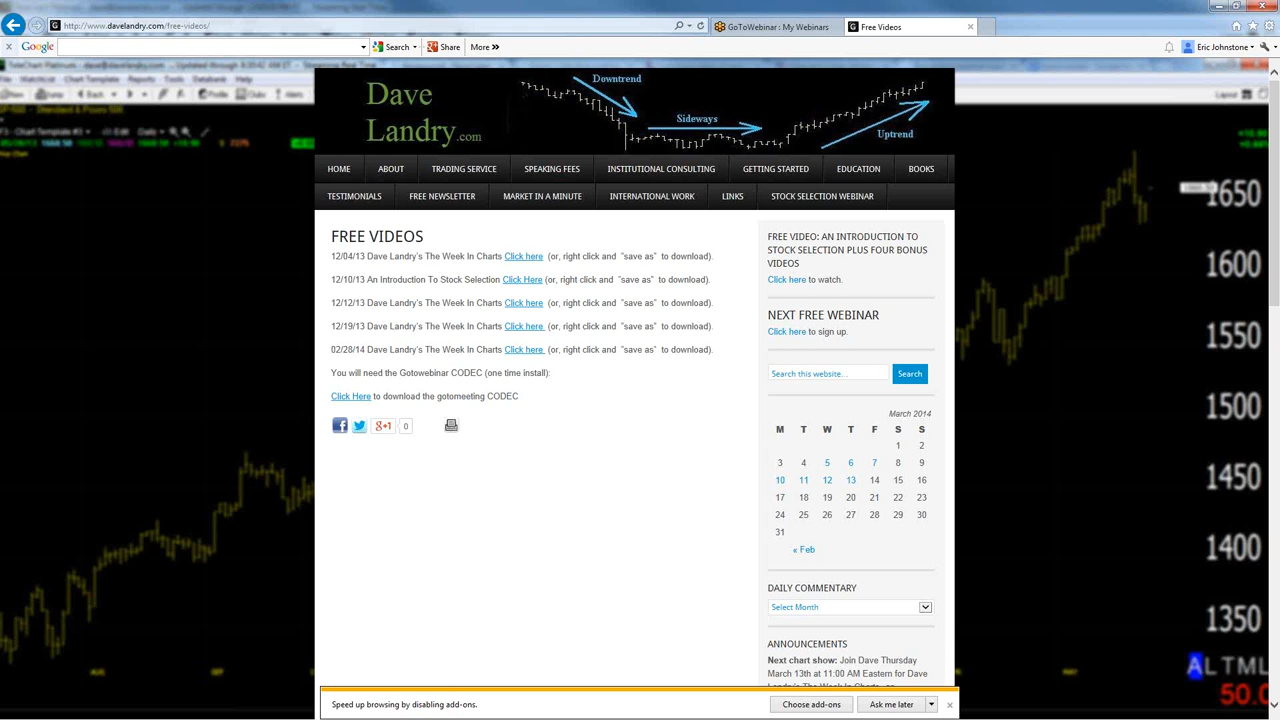 http://www.davelandry.com/free-videos/
GoToWebinar : My Webinars
Free Videos
Google
Search
Share
More »
Eric Johnstone
Dave
Landry.com
Downtrend
Sideways
Uptrend
HOME ABOUT TRADING SERVICE SPEAKING FEES INSTITUTIONAL CONSULTING GETTING STARTED EDUCATION BOOKS
TESTIMONIALS FREE NEWSLETTER MARKET IN A MINUTE INTERNATIONAL WORK LINKS STOCK SELECTION WEBINAR
FREE VIDEOS
12/04/13 Dave Landry's The Week In Charts Click here (or, right click and "save as" to download).
12/10/13 An Introduction To Stock Selection Click Here (or, right click and "save as" to download).
12/12/13 Dave Landry's The Week In Charts Click here (or, right click and "save as" to download).
12/19/13 Dave Landry's The Week In Charts Click here (or, right click and "save as" to download).
02/28/14 Dave Landry's The Week In Charts Click here (or, right click and "save as" to download).
You will need the Gotowebinar CODEC (one time install):
Click Here to download the gotomeeting CODEC
+1
0
FREE VIDEO: AN INTRODUCTION TO
STOCK SELECTION PLUS FOUR BONUS
VIDEOS
Click here to watch.
NEXT FREE WEBINAR
Click here to sign up.
Search this website…
Search
March 2014
M T W T F S S
1 2
3 4 5 6 7 8 9
10 11 12 13 14 15 16
17 18 19 20 21 22 23
24 25 26 27 28 29 30
31
« Feb
DAILY COMMENTARY
Select Month
ANNOUNCEMENTS
Next chart show: Join Dave Thursday
March 13th at 11:00 AM Eastern for Dave
Speed up browsing by disabling add-ons.
Choose add-ons
Ask me later
1650
1600
1550
1500
1450
1400
1350
A L T M L
50.0
AUG
SEP
MAY